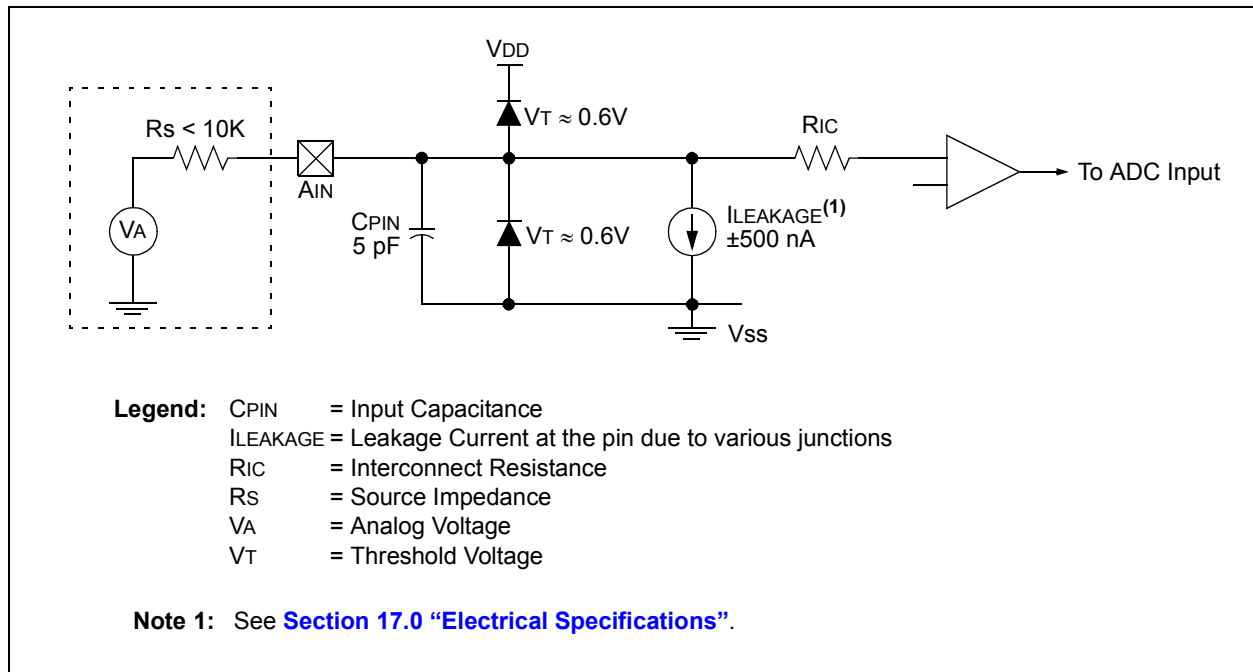 VDD
VT ≈ 0.6V
Rs < 10K
RIC
AIN
To ADC Input
VA
CPIN
5 pF
VT ≈ 0.6V
ILEAKAGE(1)
±500 nA
Vss
Legend: CPIN = Input Capacitance
ILEAKAGE = Leakage Current at the pin due to various junctions
RIC = Interconnect Resistance
RS = Source Impedance
VA = Analog Voltage
VT = Threshold Voltage
Note 1: See Section 17.0 “Electrical Specifications”.